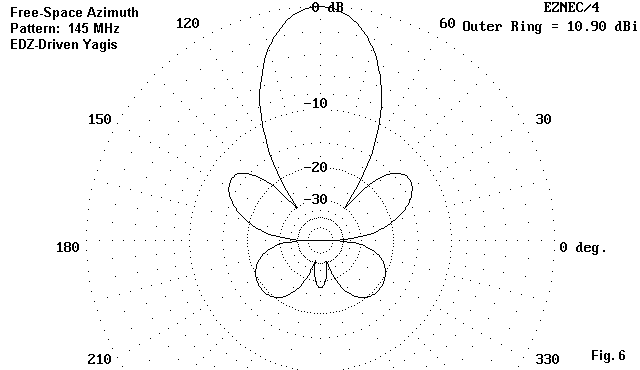 Free-Space Azimuth
Pattern: 145 MHz
EDZ-Driven Yagis
EZNEC/4
Outer Ring = 10.90 dBi
0 dB
120
60
-10
150
30
-20
-30
180
0 deg.
210
330
Fig. 6